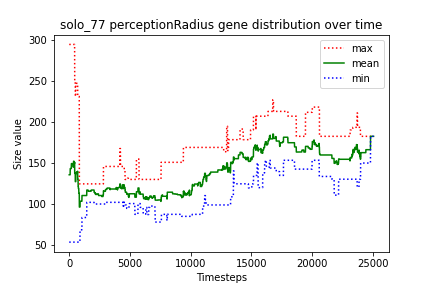 solo_77 perceptionRadius gene distribution over time
max
mean
min
300
250
200
150
100
50
Size value
0 5000 10000 15000 20000 25000
Timesteps